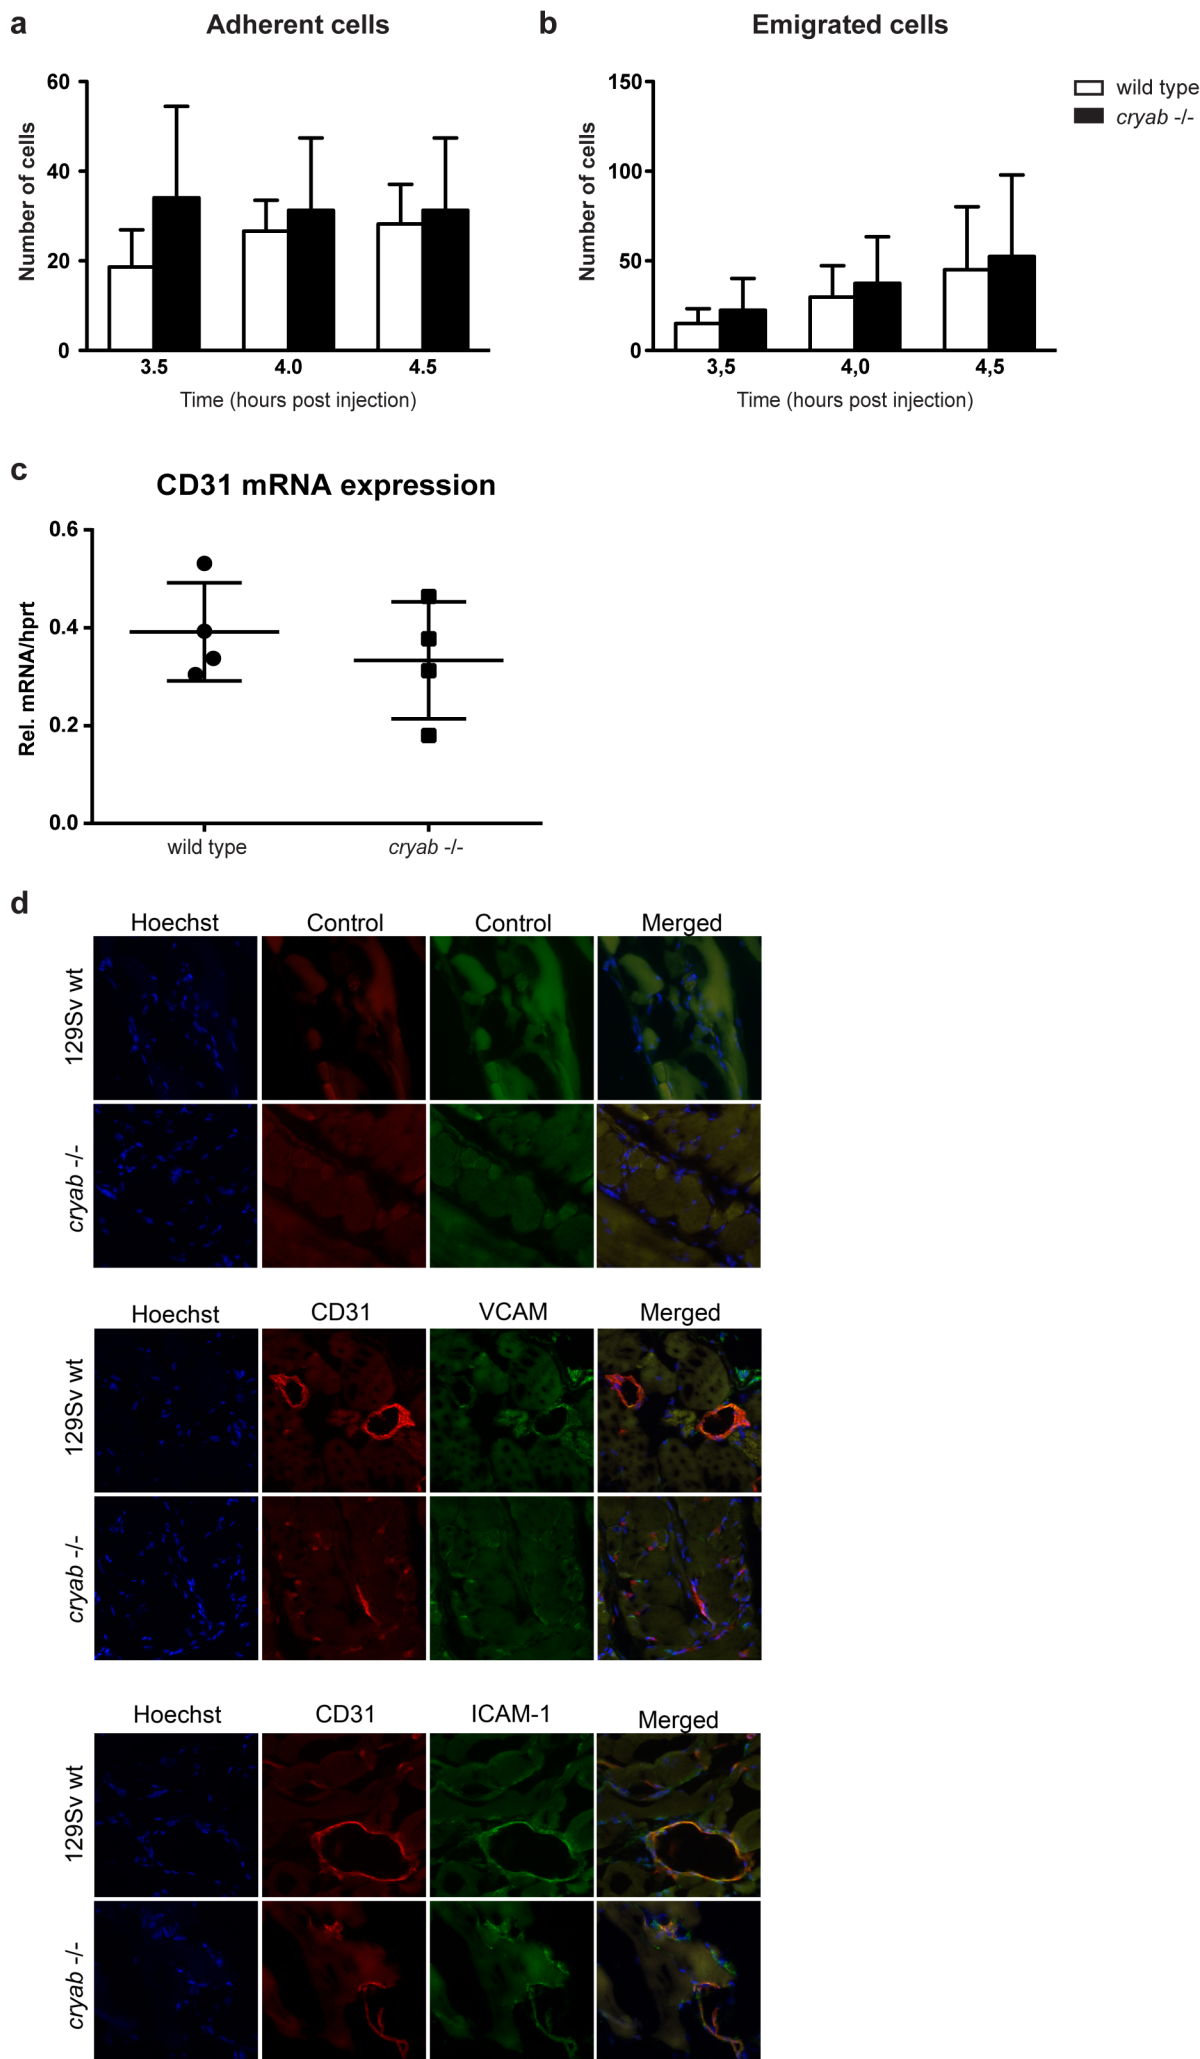 a Adherent cells
b Emigrated cells
60
40
20
0
Number of cells
3.5 4.0 4.5
Time (hours post injection)
150
100
50
0
Number of cells
3,5 4,0 4,5
Time (hours post injection)
wild type
cryab -/-
c
CD31 mRNA expression
0.6
0.4
0.2
0.0
Rel. mRNA/hprt
wild type cryab -/-
d
Hoechst Control Control Merged
129Sv wt
cryab -/-
Hoechst CD31 VCAM Merged
129Sv wt
cryab -/-
Hoechst CD31 ICAM-1 Merged
129Sv wt
cryab -/-